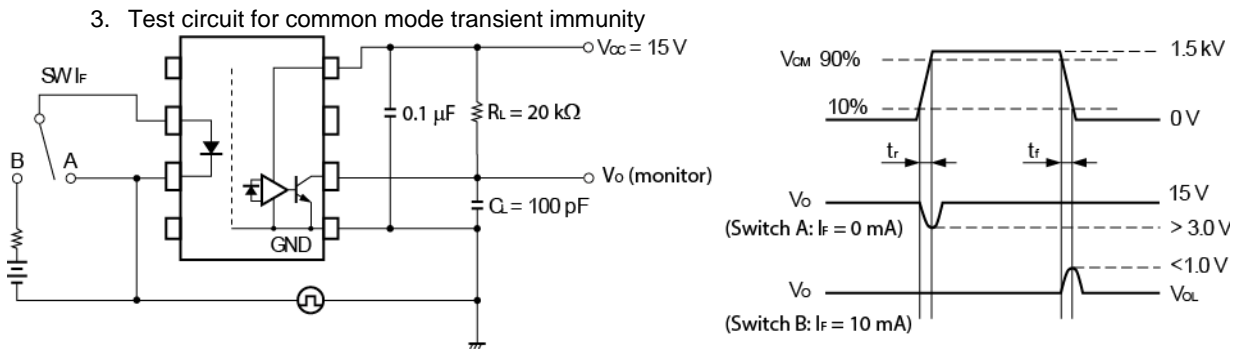 3. Test circuit for common mode transient immunity
SW IF
B
A
GND
VCC = 15 V
0.1 μF
RL = 20 kΩ
VO (monitor)
CL = 100 pF
VCM 90%
10%
1.5 kV
0 V
tr
tf
VO
(Switch A: IF = 0 mA)
15 V
> 3.0 V
<1.0 V
VO
VOL
(Switch B: IF = 10 mA)